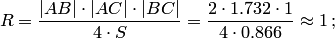 R = \frac{|AB| \cdot |AC| \cdot |BC|}{4 \cdot S} = \frac{2 \cdot 1.732 \cdot 1}{4 \cdot 0.866} \approx 1 \, ;